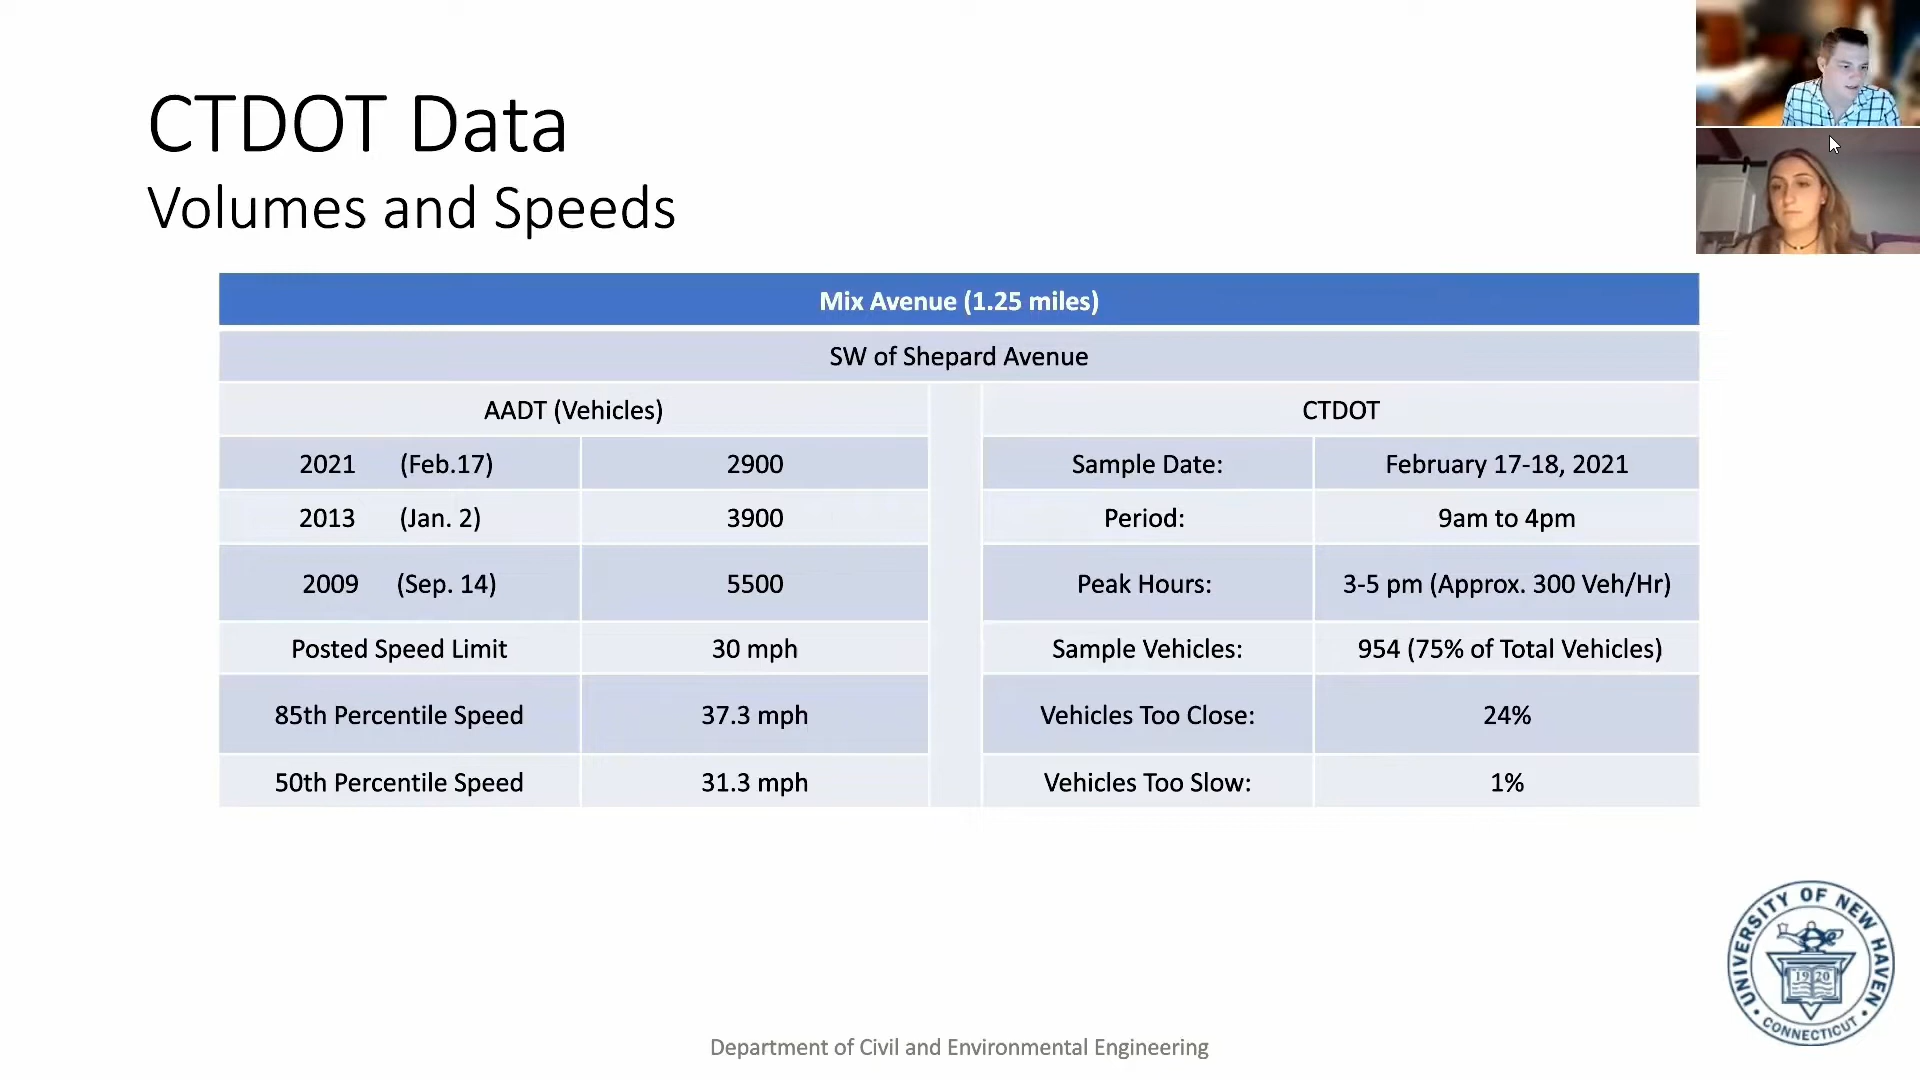 CTDOT Data
Volumes and Speeds
Mix Avenue (1.25 miles)
SW of Shepard Avenue
AADT (Vehicles) CTDOT
2021 (Feb.17) 2900 Sample Date: February 17-18, 2021
2013 (Jan. 2) 3900 Period: 9am to 4pm
2009 (Sep. 14) 5500 Peak Hours: 3-5 pm (Approx. 300 Veh/Hr)
Posted Speed Limit 30 mph Sample Vehicles: 954 (75% of Total Vehicles)
85th Percentile Speed 37.3 mph Vehicles Too Close: 24%
50th Percentile Speed 31.3 mph Vehicles Too Slow: 1%
UNIVERSITY OF NEW HAVEN
1920
CONNECTICUT
Department of Civil and Environmental Engineering